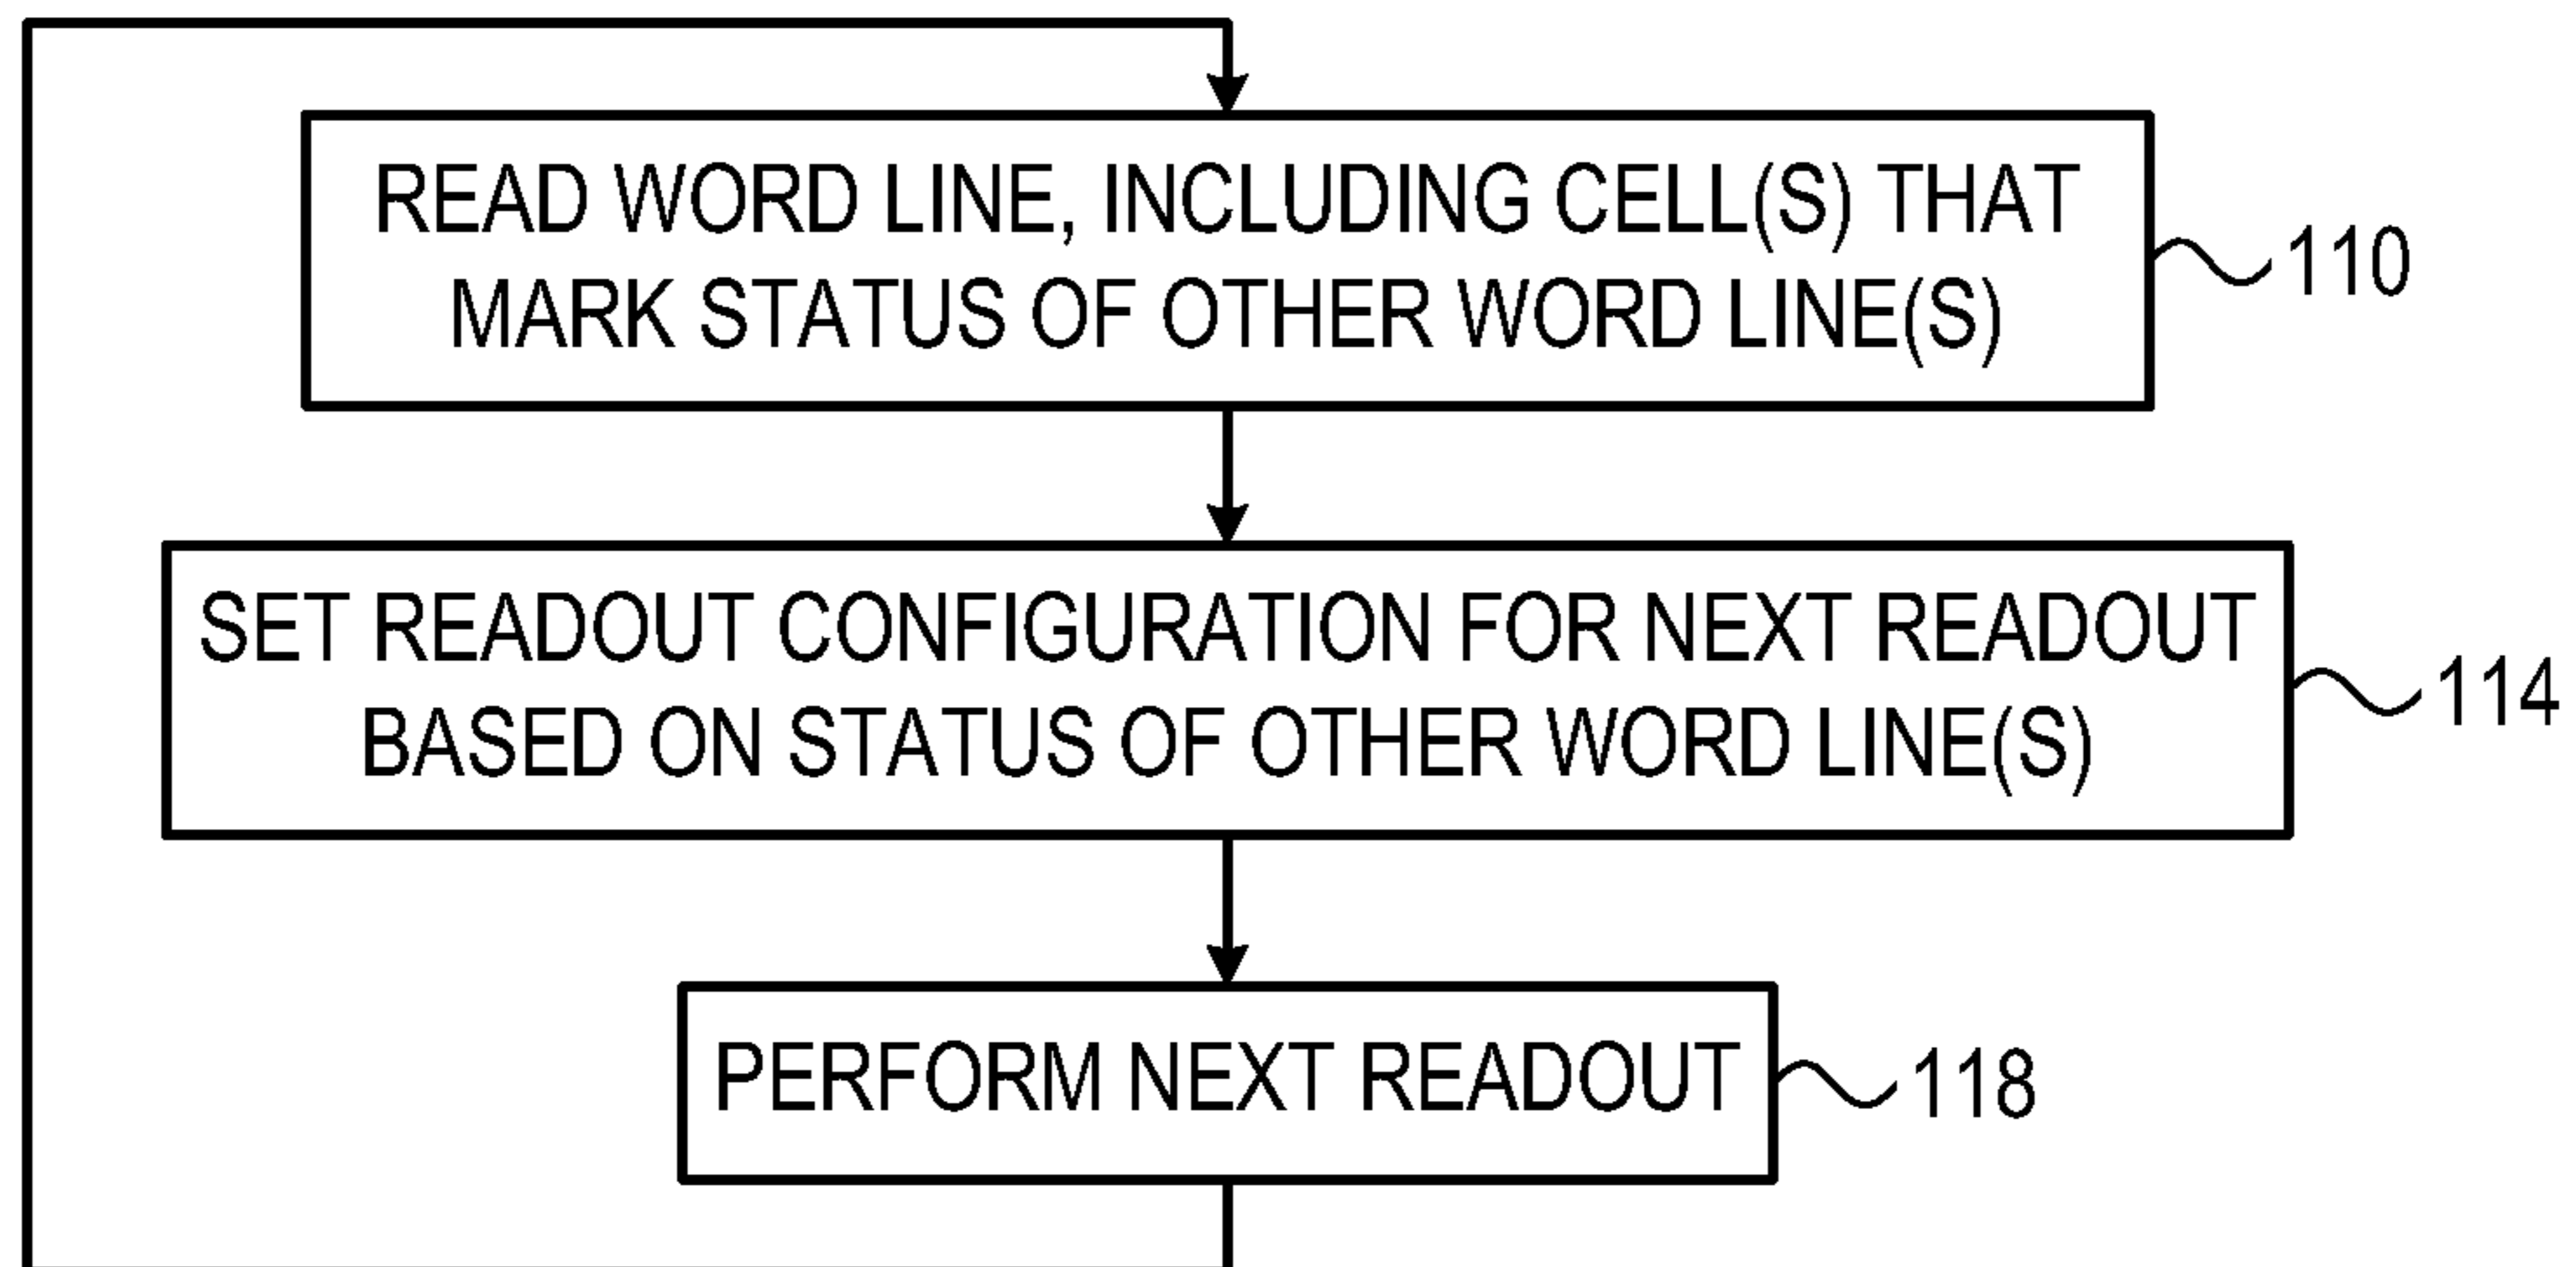 READ WORD LINE, INCLUDING CELL(S) THAT
MARK STATUS OF OTHER WORD LINE(S)
110
SET READOUT CONFIGURATION FOR NEXT READOUT
BASED ON STATUS OF OTHER WORD LINE(S)
114
PERFORM NEXT READOUT
118